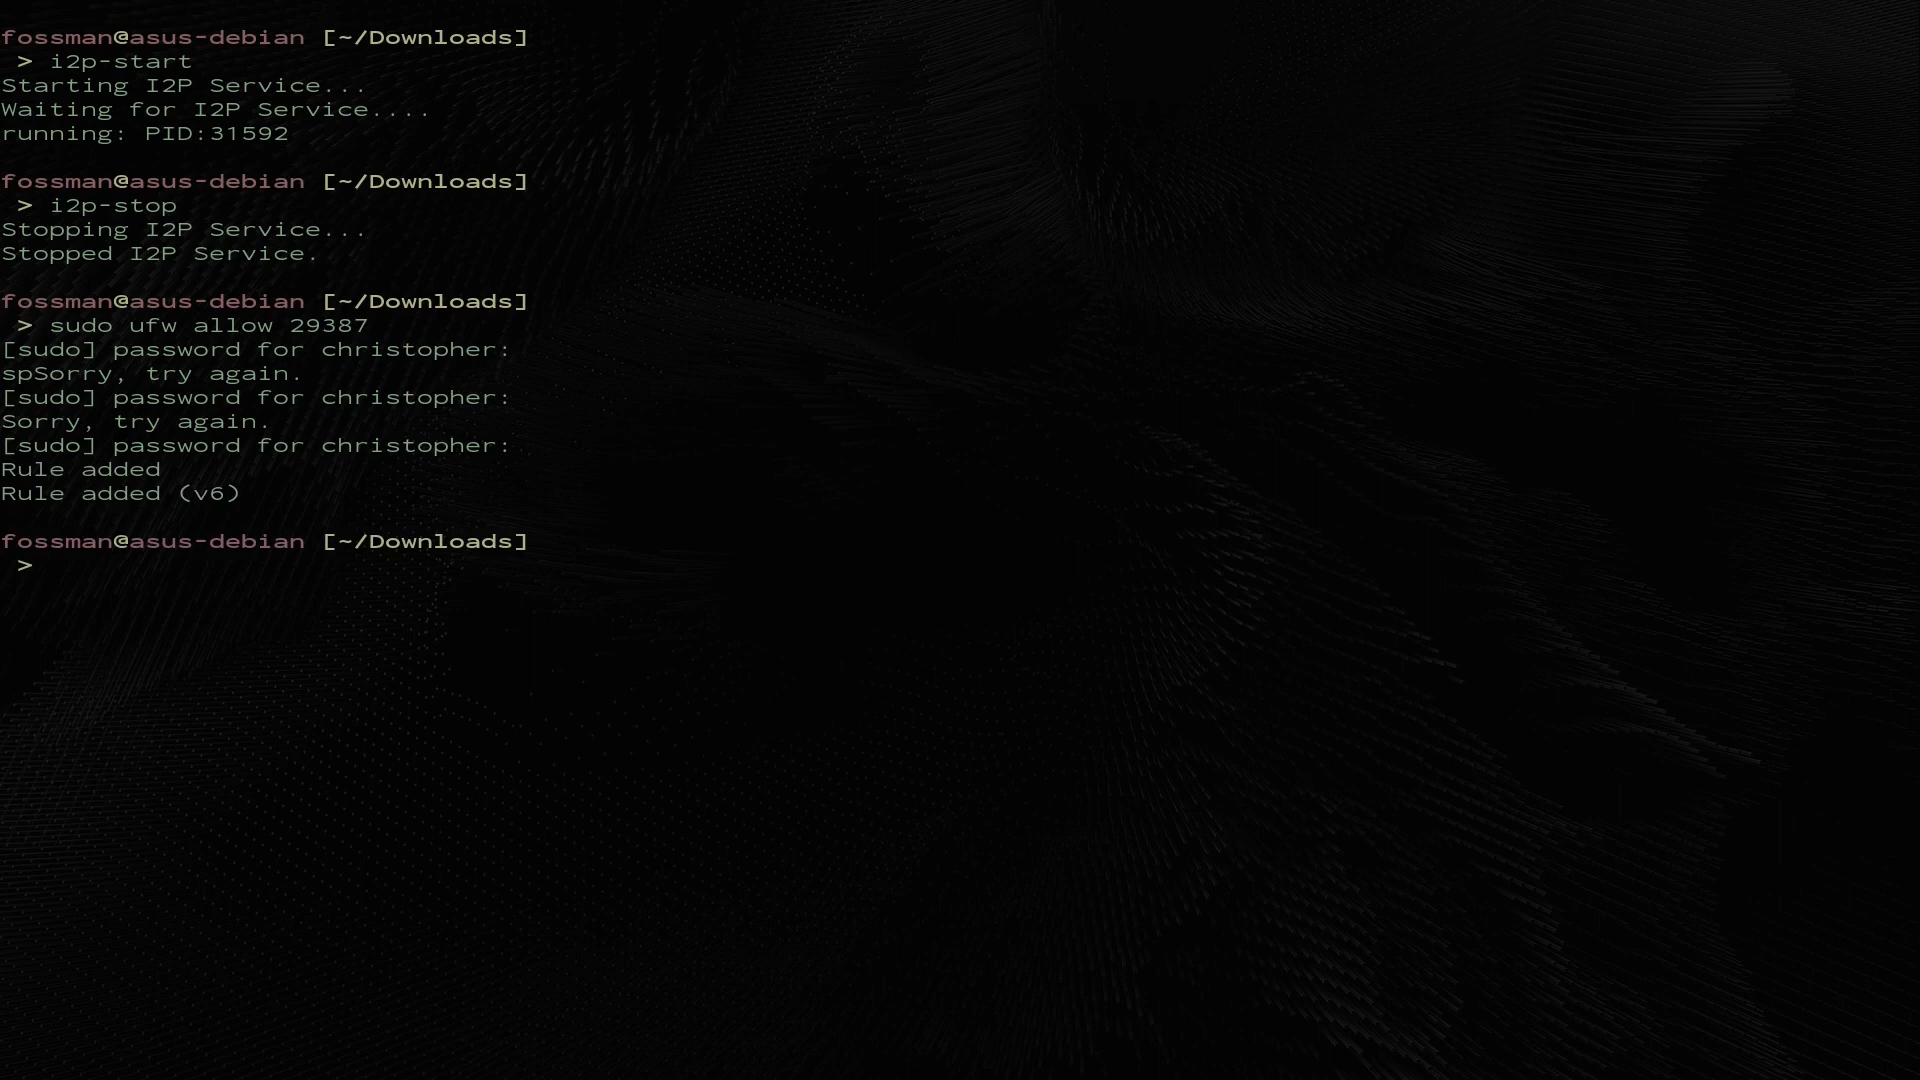 fossman@asus-debian [~/Downloads]
 > i2p-start
Starting I2P Service...
Waiting for I2P Service....
running: PID:31592
fossman@asus-debian [~/Downloads]
 > i2p-stop
Stopping I2P Service...
Stopped I2P Service.
fossman@asus-debian [~/Downloads]
 > sudo ufw allow 29387
[sudo] password for christopher:
spSorry, try again.
[sudo] password for christopher:
Sorry, try again.
[sudo] password for christopher:
Rule added
Rule added (v6)
fossman@asus-debian [~/Downloads]
 >